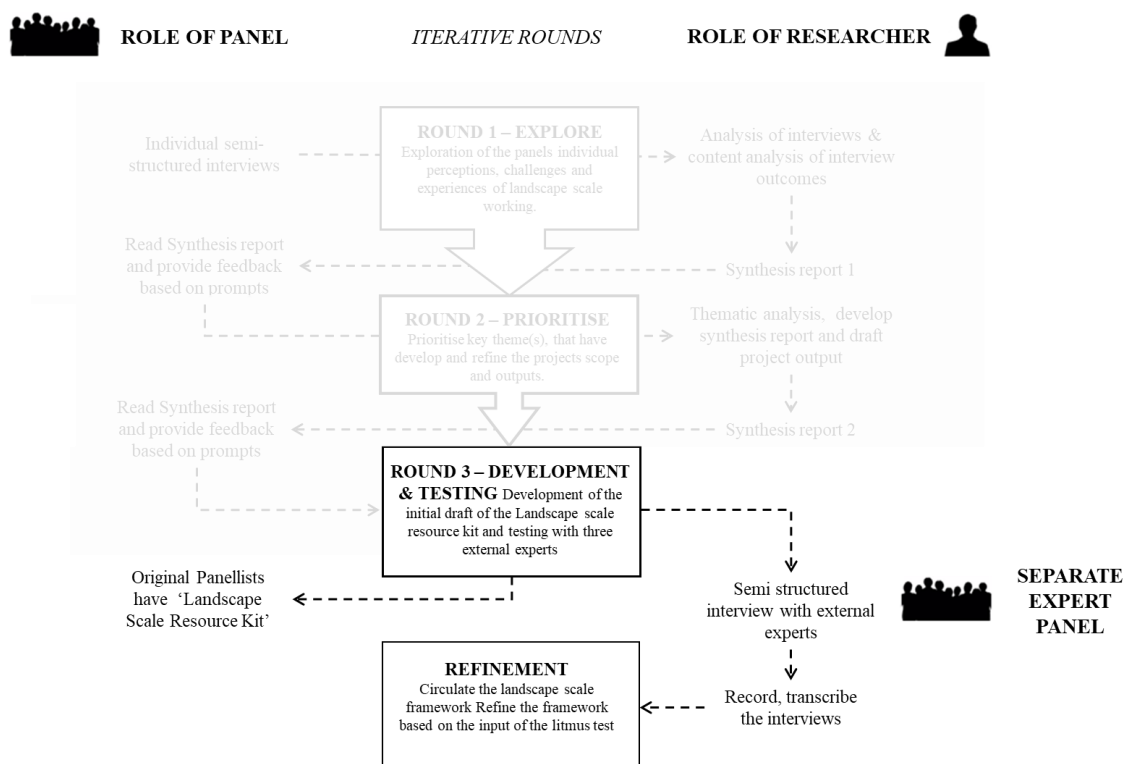 ROLE OF PANEL
ITERATIVE ROUNDS
ROLE OF RESEARCHER
Individual semi-
structured interviews
ROUND 1 – EXPLORE
Exploration of the panels individual
perceptions, challenges and
experiences of landscape scale
working.
Analysis of interviews &
content analysis of interview
outcomes
Read Synthesis report
and provide feedback
based on prompts
Synthesis report 1
ROUND 2 – PRIORITISE
Prioritise key theme(s), that have
develop and refine the projects scope
and outputs.
Thematic analysis, develop
synthesis report and draft
project output
Read Synthesis report
and provide feedback
based on prompts
Synthesis report 2
ROUND 3 – DEVELOPMENT
& TESTING Development of the
initial draft of the Landscape scale
resource kit and testing with three
external experts
Original Panellists
have ‘Landscape
Scale Resource Kit’
Semi structured
interview with external
experts
SEPARATE
EXPERT
PANEL
REFINEMENT
Circulate the landscape scale
framework Refine the framework
based on the input of the litmus test
Record, transcribe
the interviews